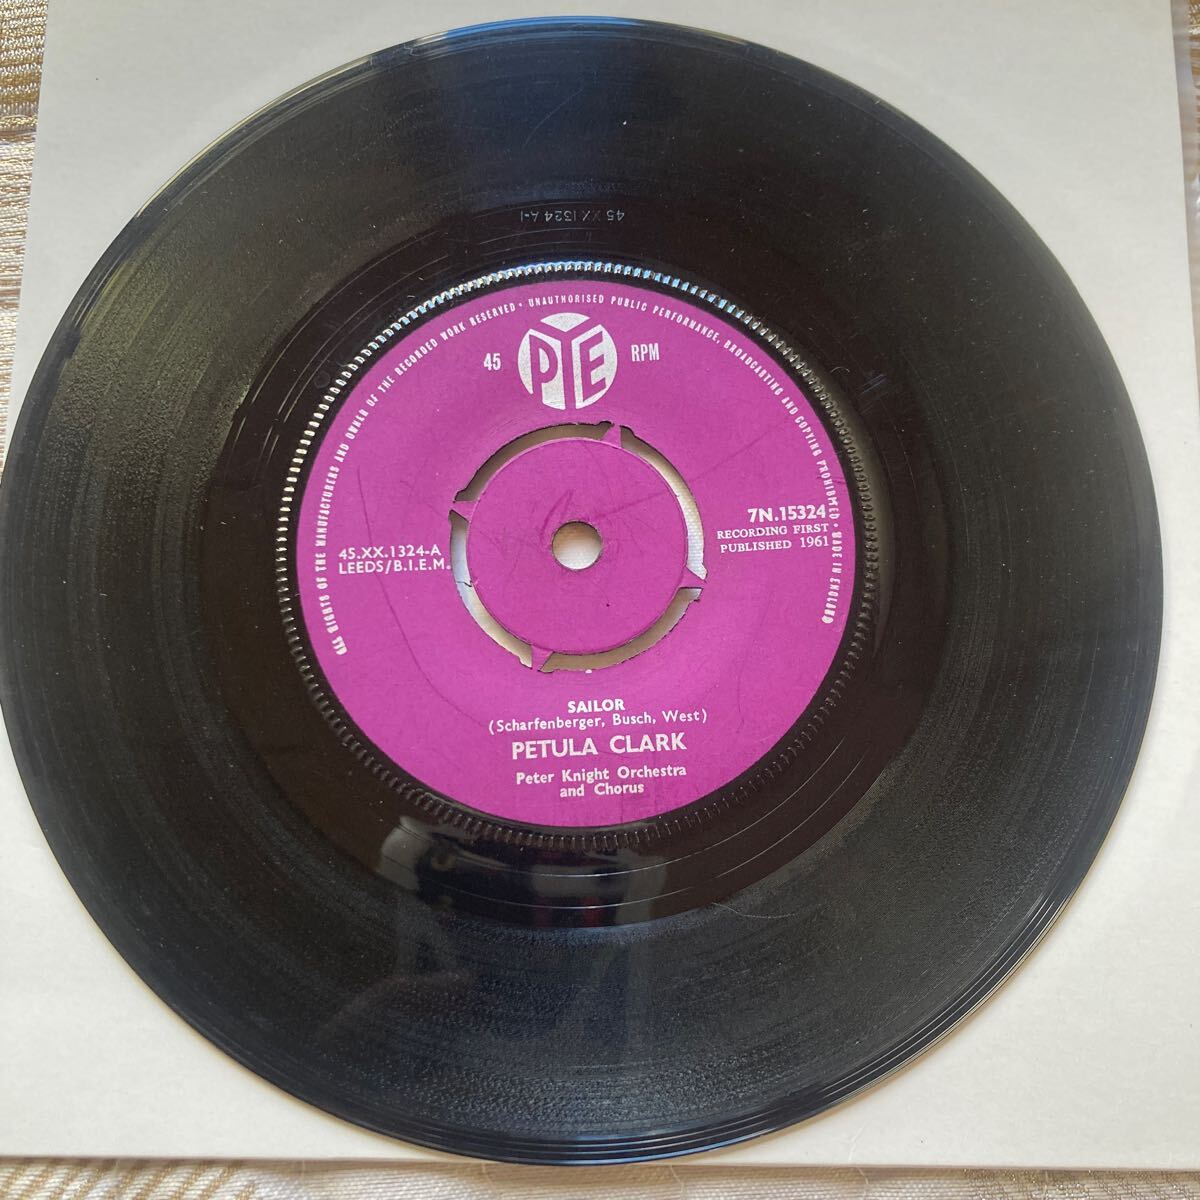 45 XX 1324 A-1
ALL RIGHTS OF THE MANUFACTURERS AND OWNER OF THE RECORDED WORK RESERVED · UNAUTHORISED PUBLIC PERFORMANCE, BROADCASTING AND COPYING PROHIBITED · MADE IN ENGLAND
45 PYE RPM
7N.15324
RECORDING FIRST
PUBLISHED 1961
45.XX.1324-A
LEEDS/B.I.E.M.
SAILOR
(Scharfenberger, Busch, West)
PETULA CLARK
Peter Knight Orchestra
and Chorus